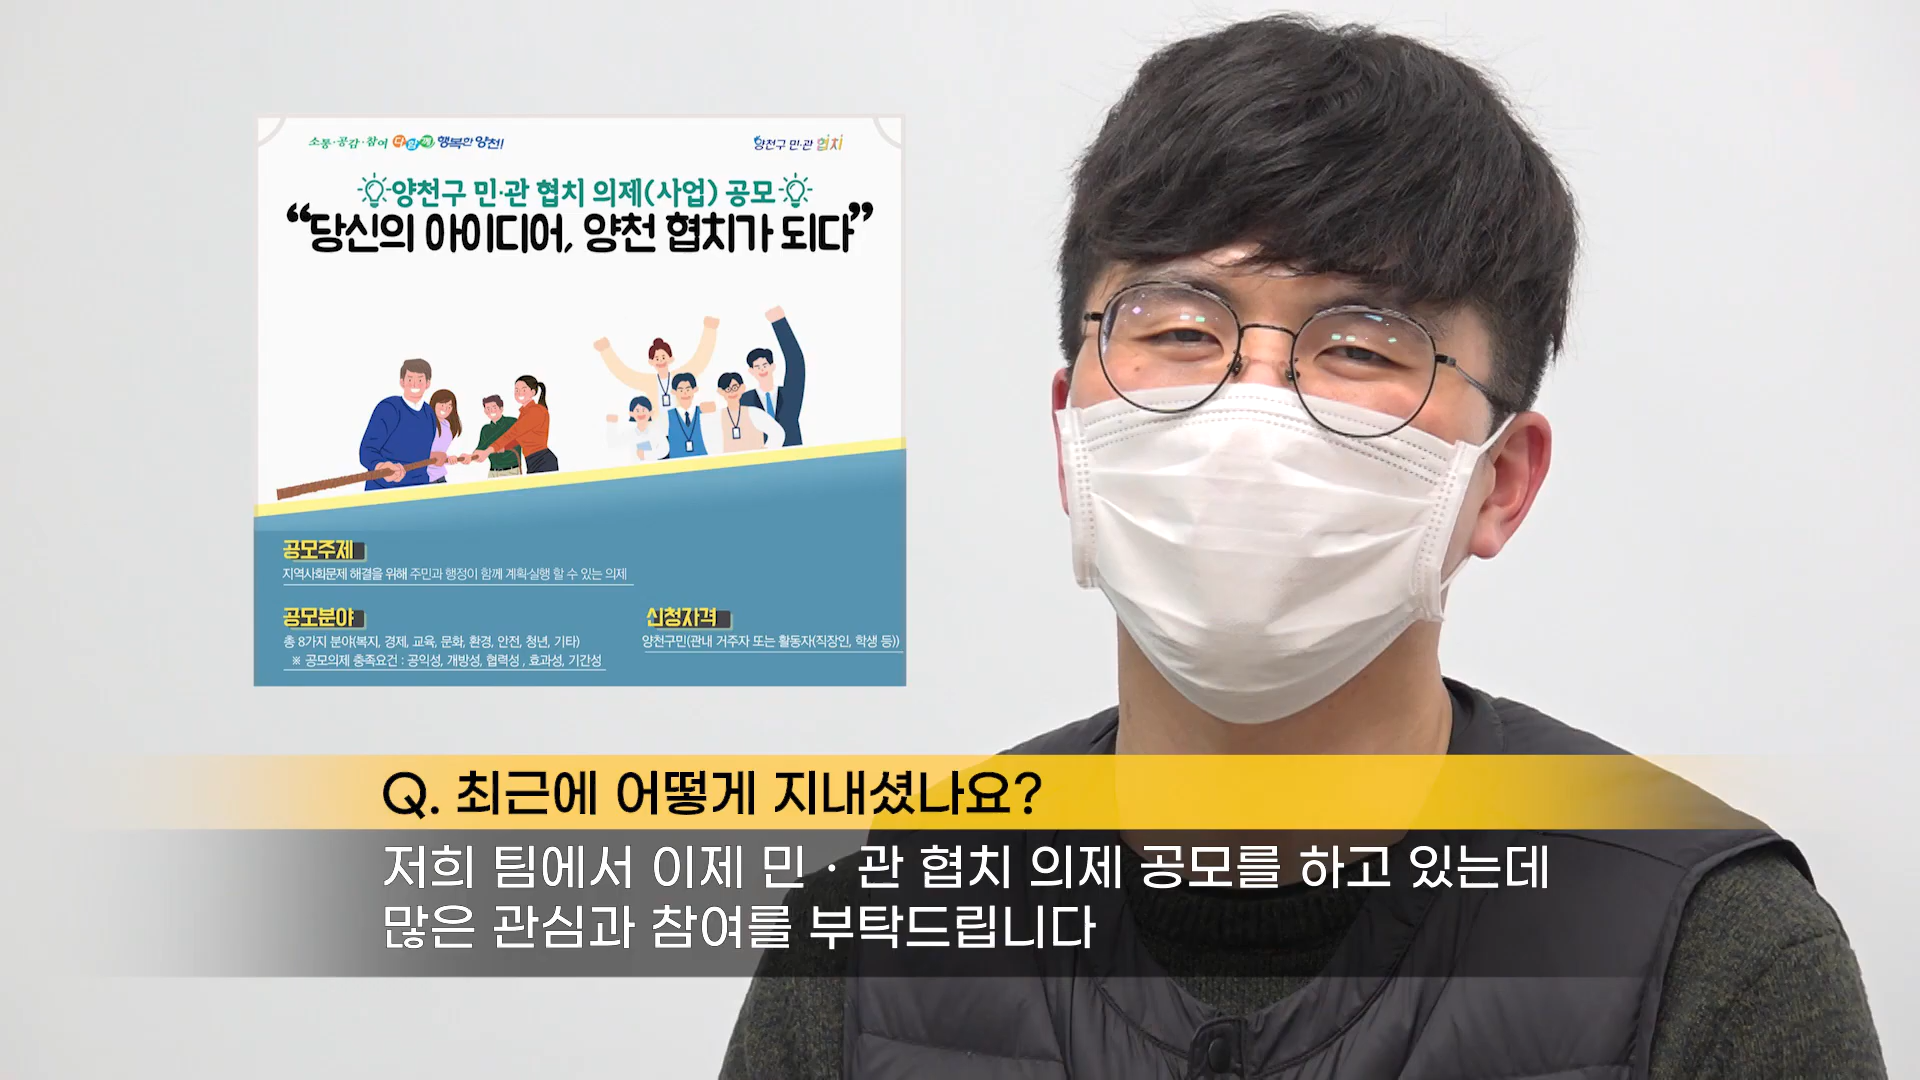 소통·공감·참여 다함께 행복한 양천!
양천구 민·관 협치
양천구 민·관 협치 의제(사업) 공모
“당신의 아이디어, 양천 협치가 되다”
공모주제
지역사회문제 해결을 위해 주민과 행정이 함께 계획·실행 할 수 있는 의제
공모분야
총 8가지 분야(복지, 경제, 교육, 문화, 환경, 안전, 청년, 기타)
※ 공모의제 충족요건 : 공익성, 개방성, 협력성 , 효과성, 기간성
신청자격
양천구민(관내 거주자 또는 활동자(직장인, 학생 등))
Q. 최근에 어떻게 지내셨나요?
저희 팀에서 이제 민 · 관 협치 의제 공모를 하고 있는데
많은 관심과 참여를 부탁드립니다